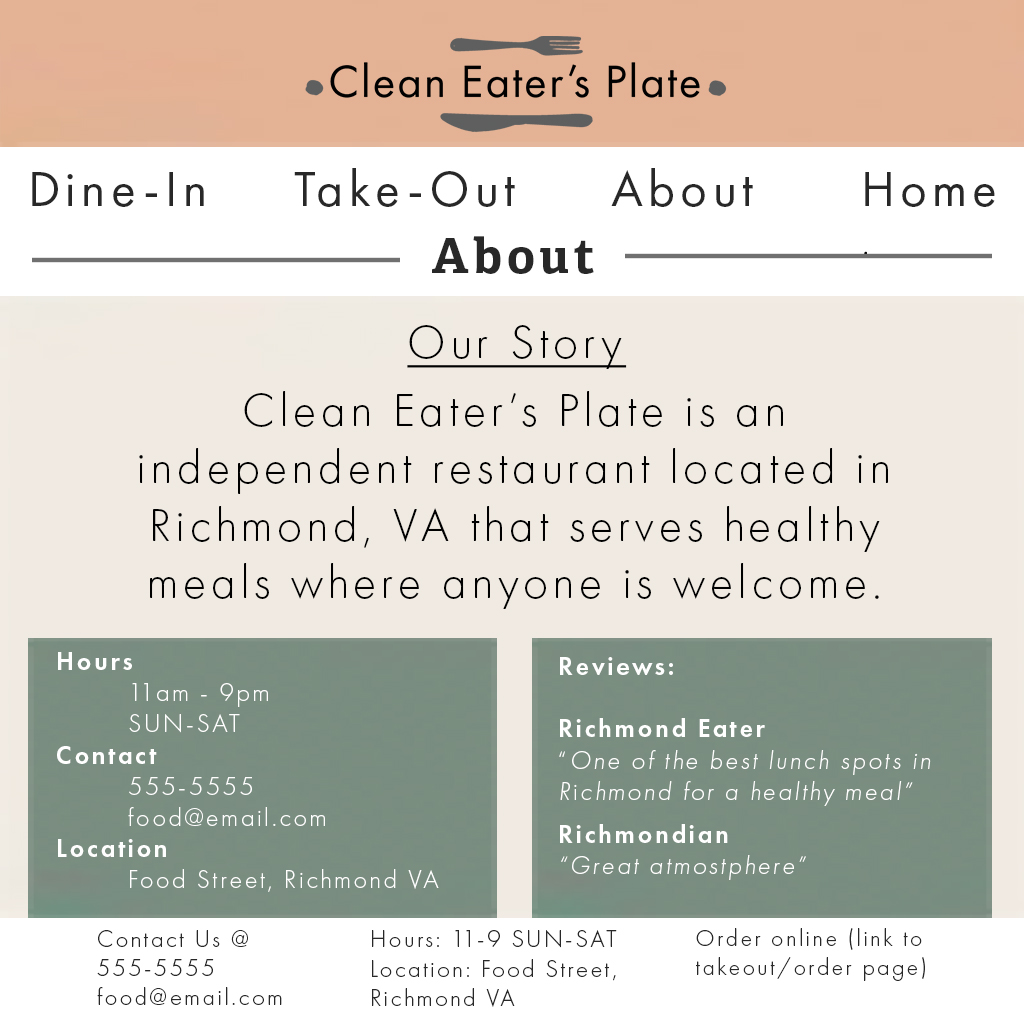 Clean Eater's Plate
Dine-In Take-Out About Home
About
Our Story
Clean Eater's Plate is an
independent restaurant located in
Richmond, VA that serves healthy
meals where anyone is welcome.
Hours
11am - 9pm
SUN-SAT
Contact
555-5555
food@email.com
Location
Food Street, Richmond VA
Reviews:
Richmond Eater
"One of the best lunch spots in
Richmond for a healthy meal"
Richmondian
"Great atmostphere"
Contact Us @
555-5555
food@email.com
Hours: 11-9 SUN-SAT
Location: Food Street,
Richmond VA
Order online (link to
takeout/order page)